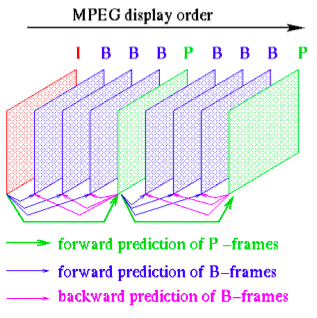 MPEG display order
I B B B P B B B P
forward prediction of P -frames
forward prediction of B-frames
backward prediction of B-frames